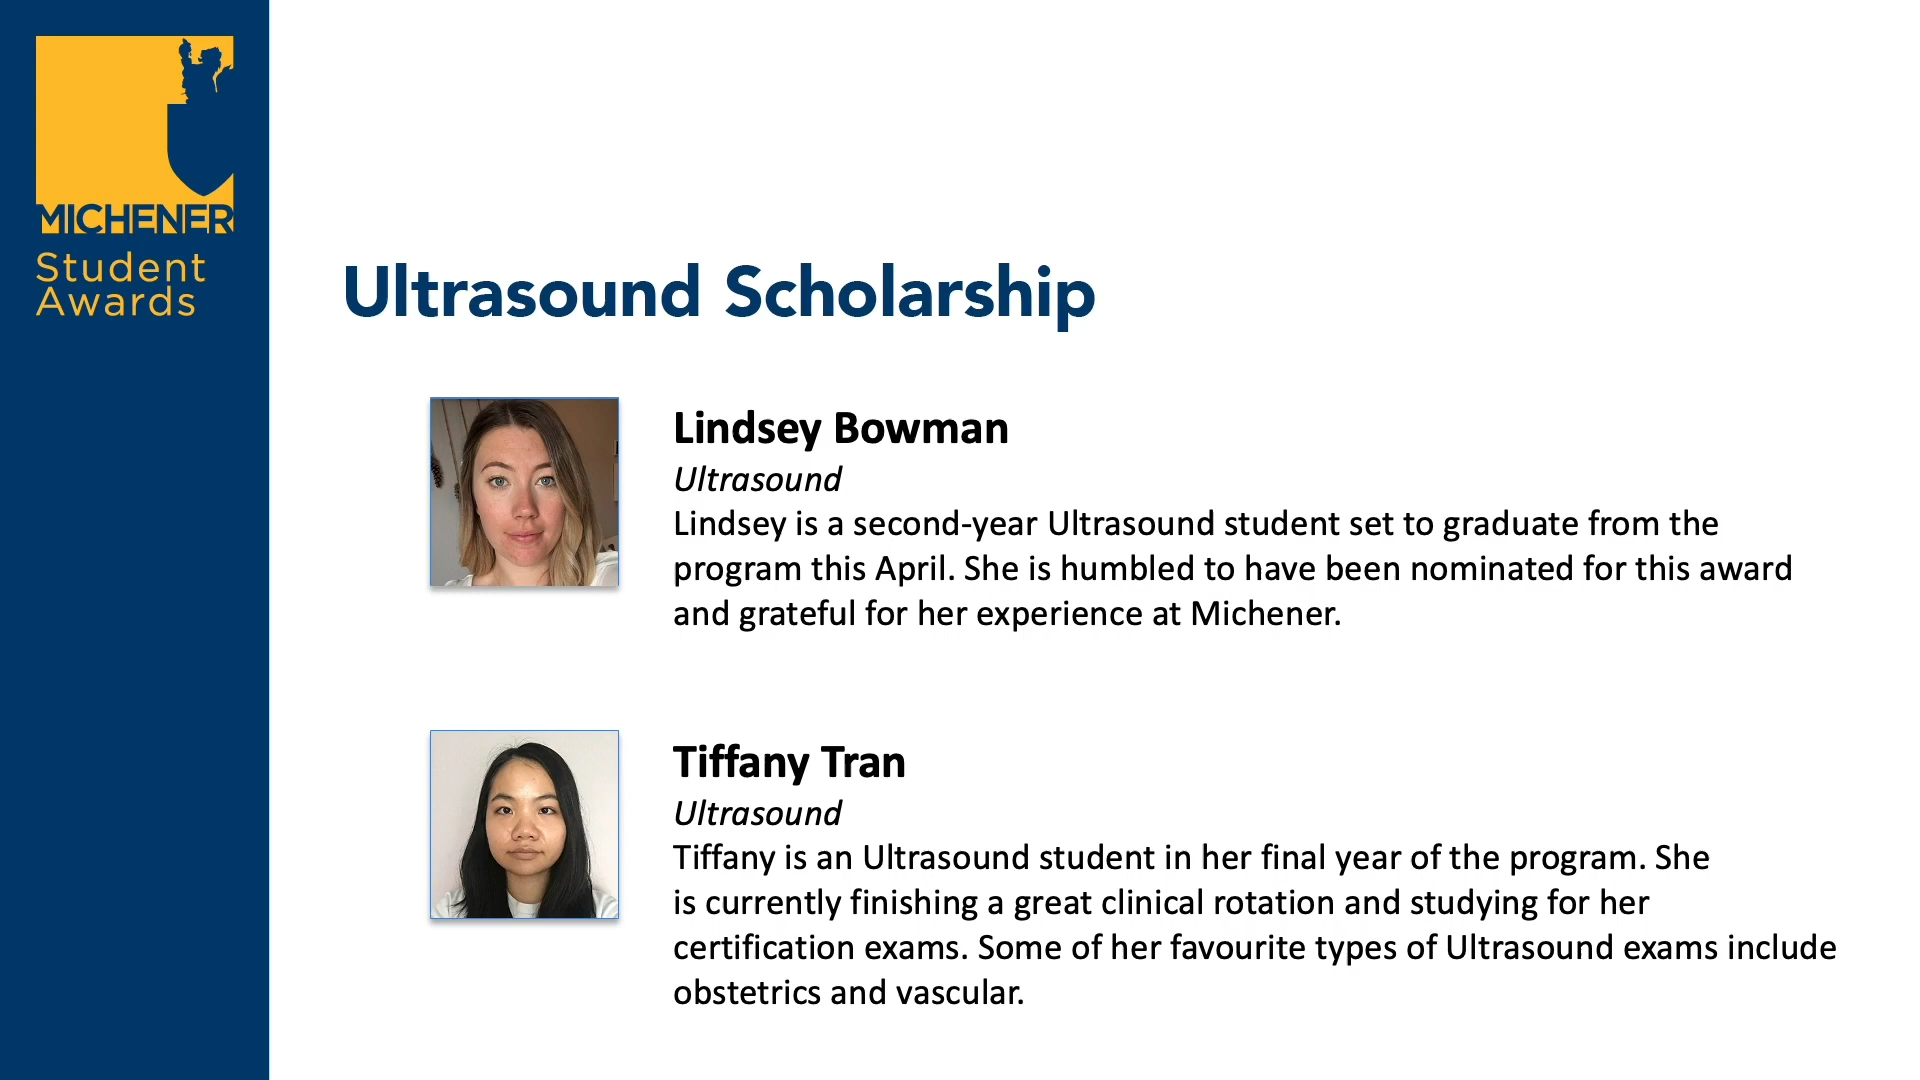 MICHENER
Student
Awards
Ultrasound Scholarship
Lindsey Bowman
Ultrasound
Lindsey is a second-year Ultrasound student set to graduate from the
program this April. She is humbled to have been nominated for this award
and grateful for her experience at Michener.
Tiffany Tran
Ultrasound
Tiffany is an Ultrasound student in her final year of the program. She
is currently finishing a great clinical rotation and studying for her
certification exams. Some of her favourite types of Ultrasound exams include
obstetrics and vascular.